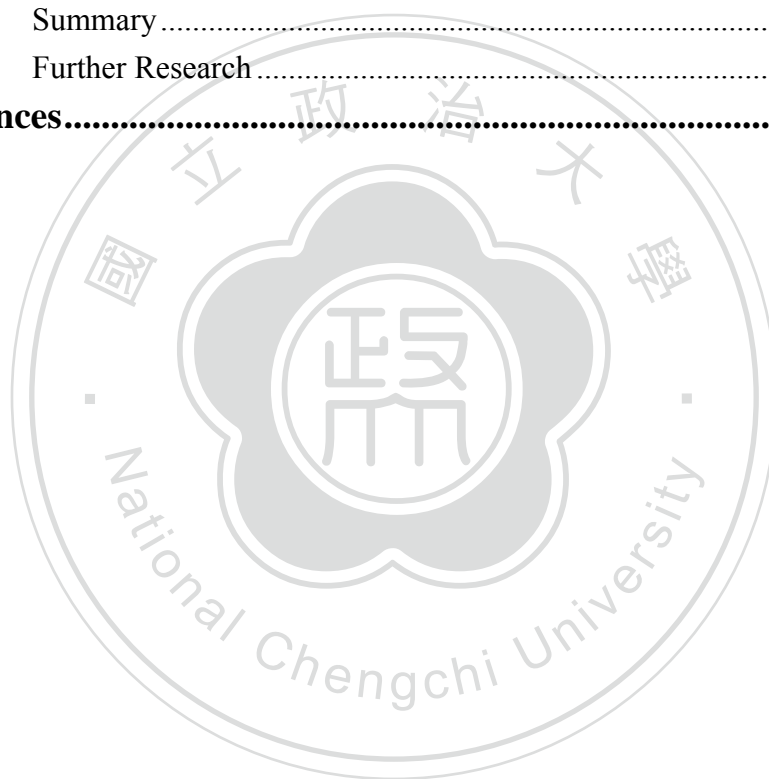 Summary
Further Research
nces
國立政治大學
National Chengchi University